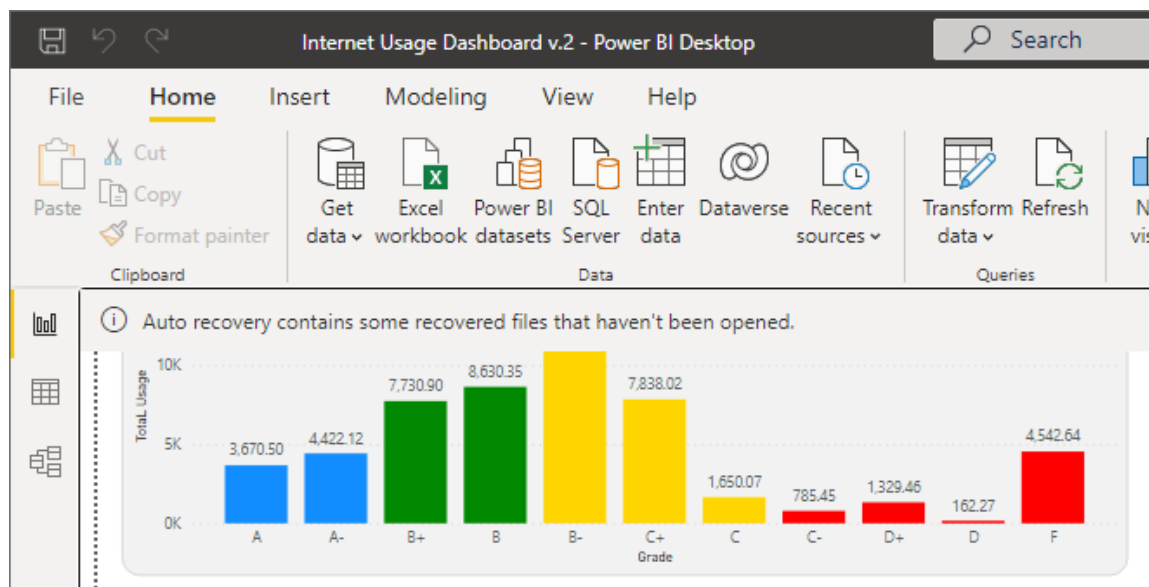 Internet Usage Dashboard v.2 - Power BI Desktop
Search
File Home Insert Modeling View Help
Paste
Cut
Copy
Format painter
Clipboard
Get
data
Excel
workbook
Power BI
datasets
SQL
Server
Enter
data
Dataverse
Recent
sources
Data
Transform
data
Refresh
Queries
Auto recovery contains some recovered files that haven't been opened.
TotaL Usage
10K
5K
0K
3,670.50
4,422.12
7,730.90
8,630.35
7,838.02
1,650.07
785.45
1,329.46
162.27
4,542.64
A A- B+ B B- C+ C C- D+ D F
Grade